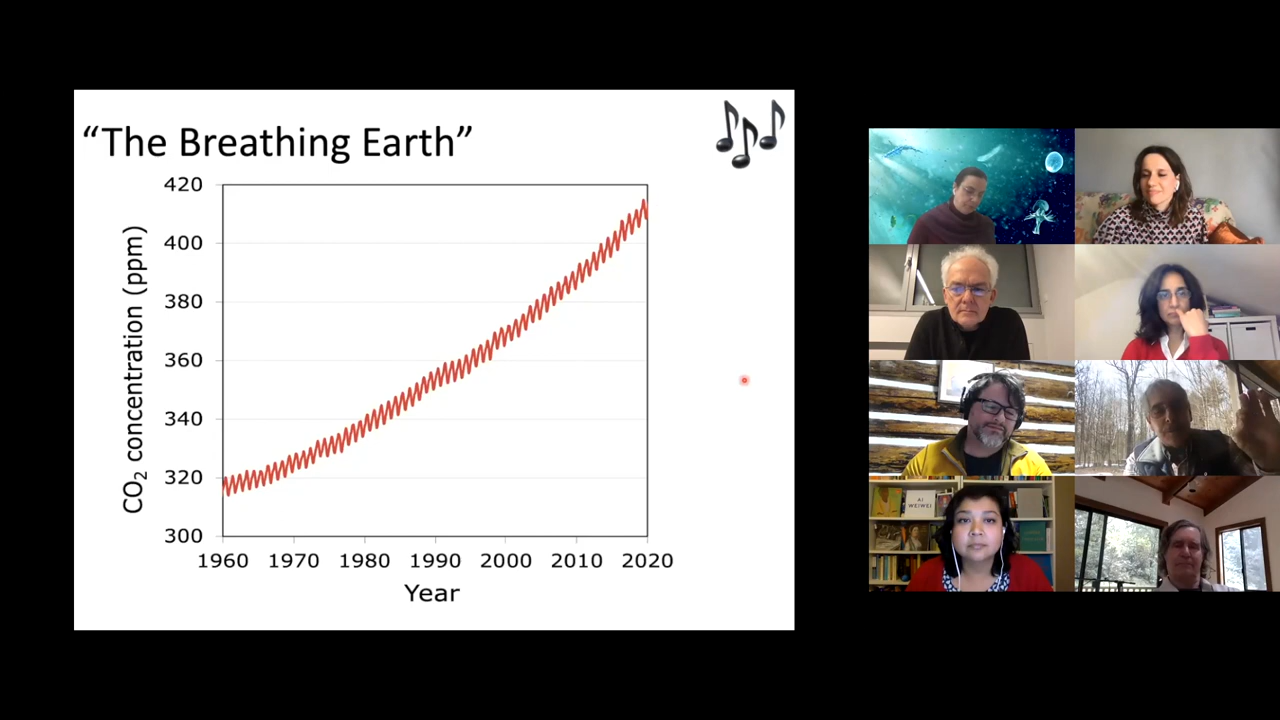 “The Breathing Earth”
420
400
380
360
340
320
300
CO₂ concentration (ppm)
1960 1970 1980 1990 2000 2010 2020
Year
AI
WEIWEI